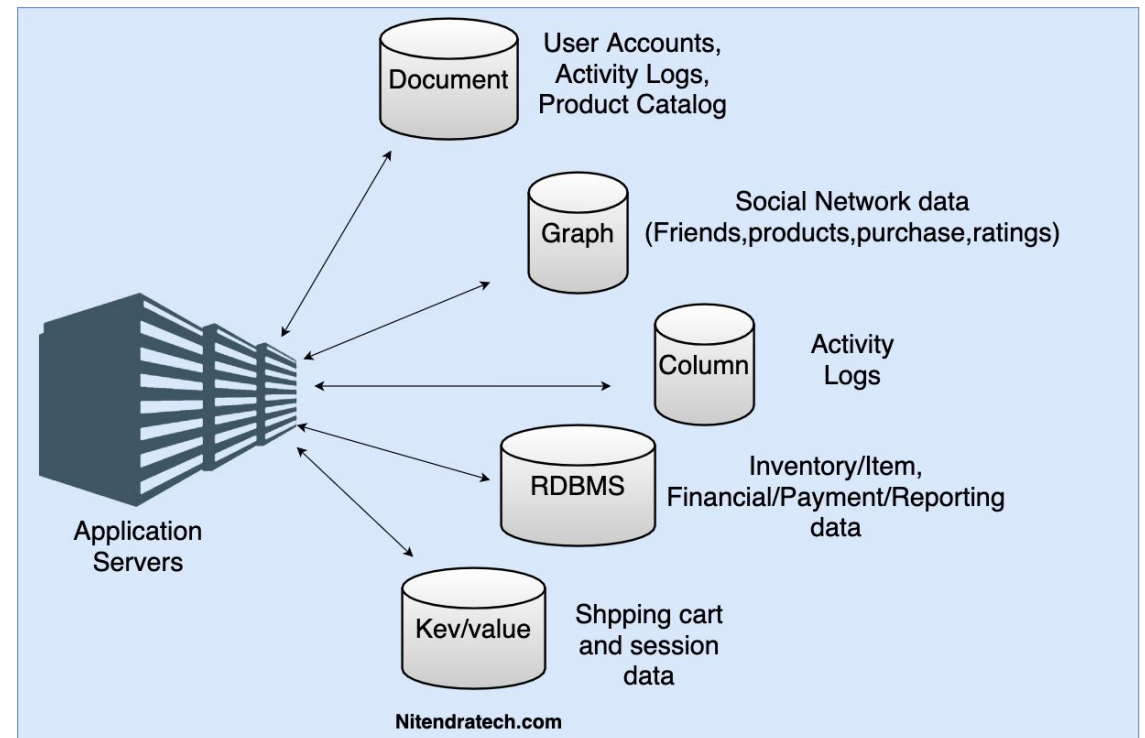 Document
User Accounts,
Activity Logs,
Product Catalog
Graph
Social Network data
(Friends,products,purchase,ratings)
Column
Activity
Logs
RDBMS
Inventory/Item,
Financial/Payment/Reporting
data
Application
Servers
Kev/value
Shpping cart
and session
data
Nitendratech.com